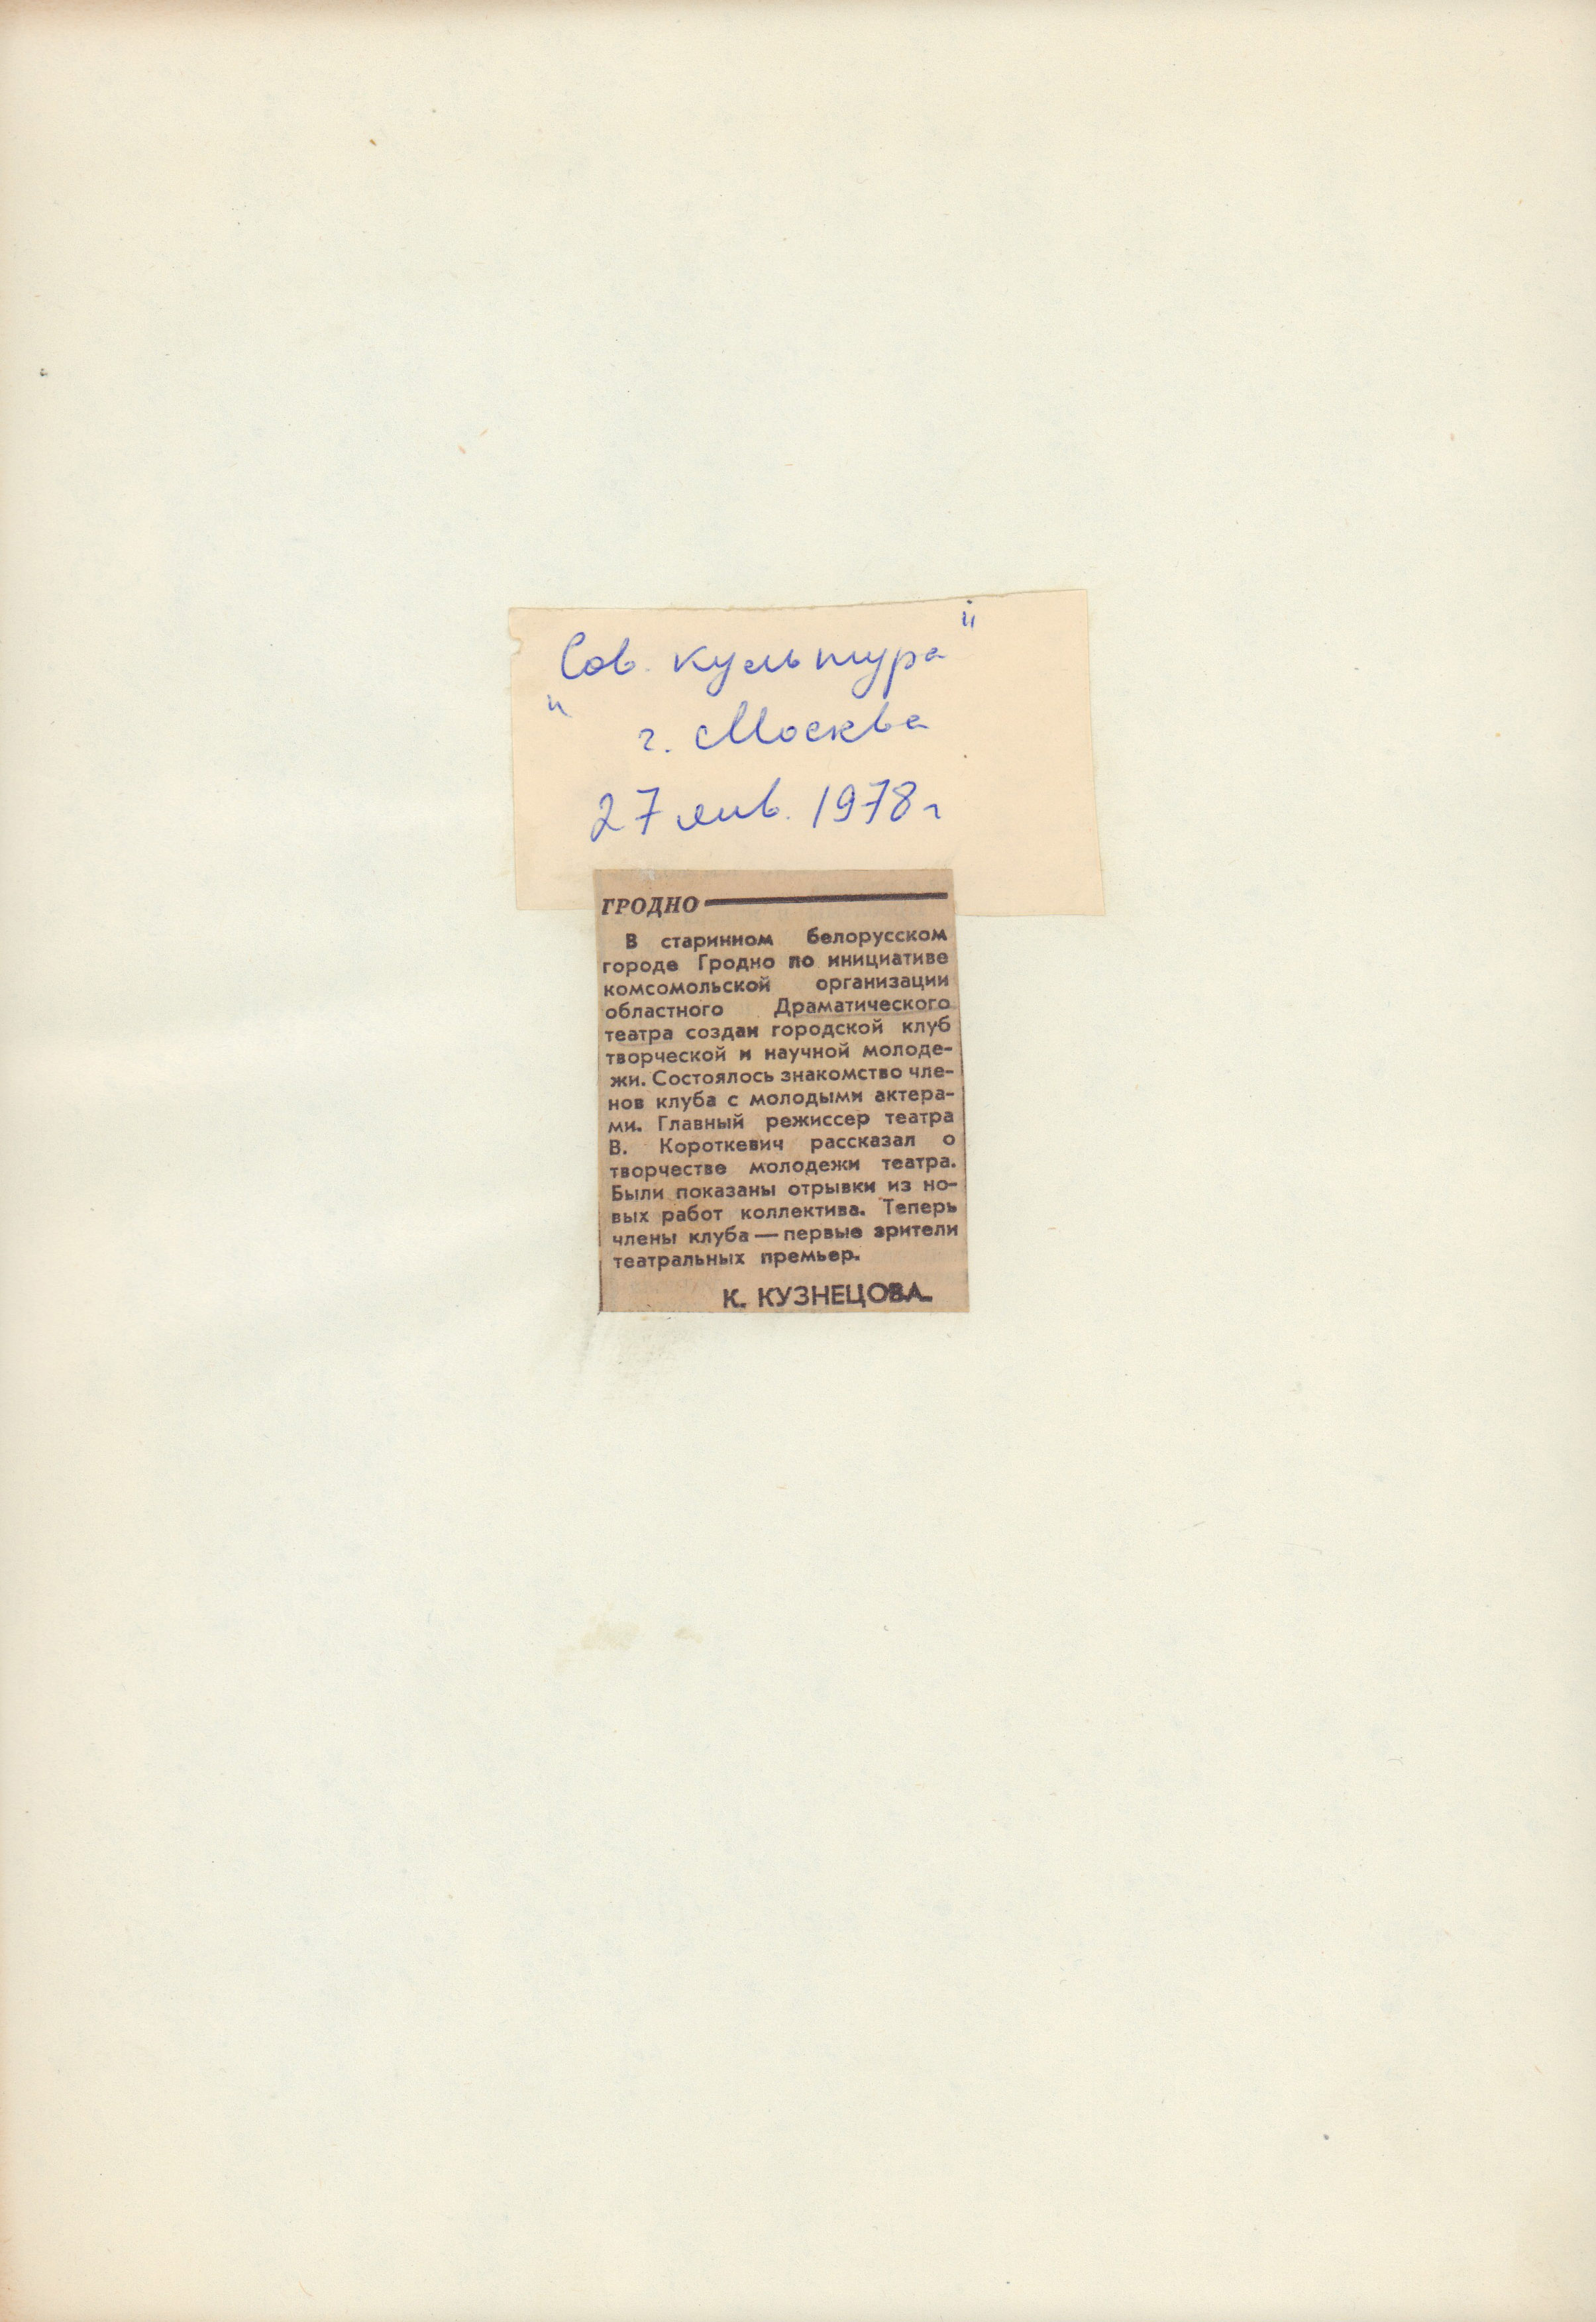 "Сов. культура"
г. Москва
27 янв. 1978 г
ГРОДНО
В старинном белорусском
городе Гродно по инициативе
комсомольской организации
областного Драматического
театра создан городской клуб
творческой и научной молоде-
жи. Состоялось знакомство чле-
нов клуба с молодыми актера-
ми. Главный режиссер театра
В. Короткевич рассказал о
творчестве молодежи театра.
Были показаны отрывки из но-
вых работ коллектива. Теперь
члены клуба — первые зрители
театральных премьер.
К. КУЗНЕЦОВА.